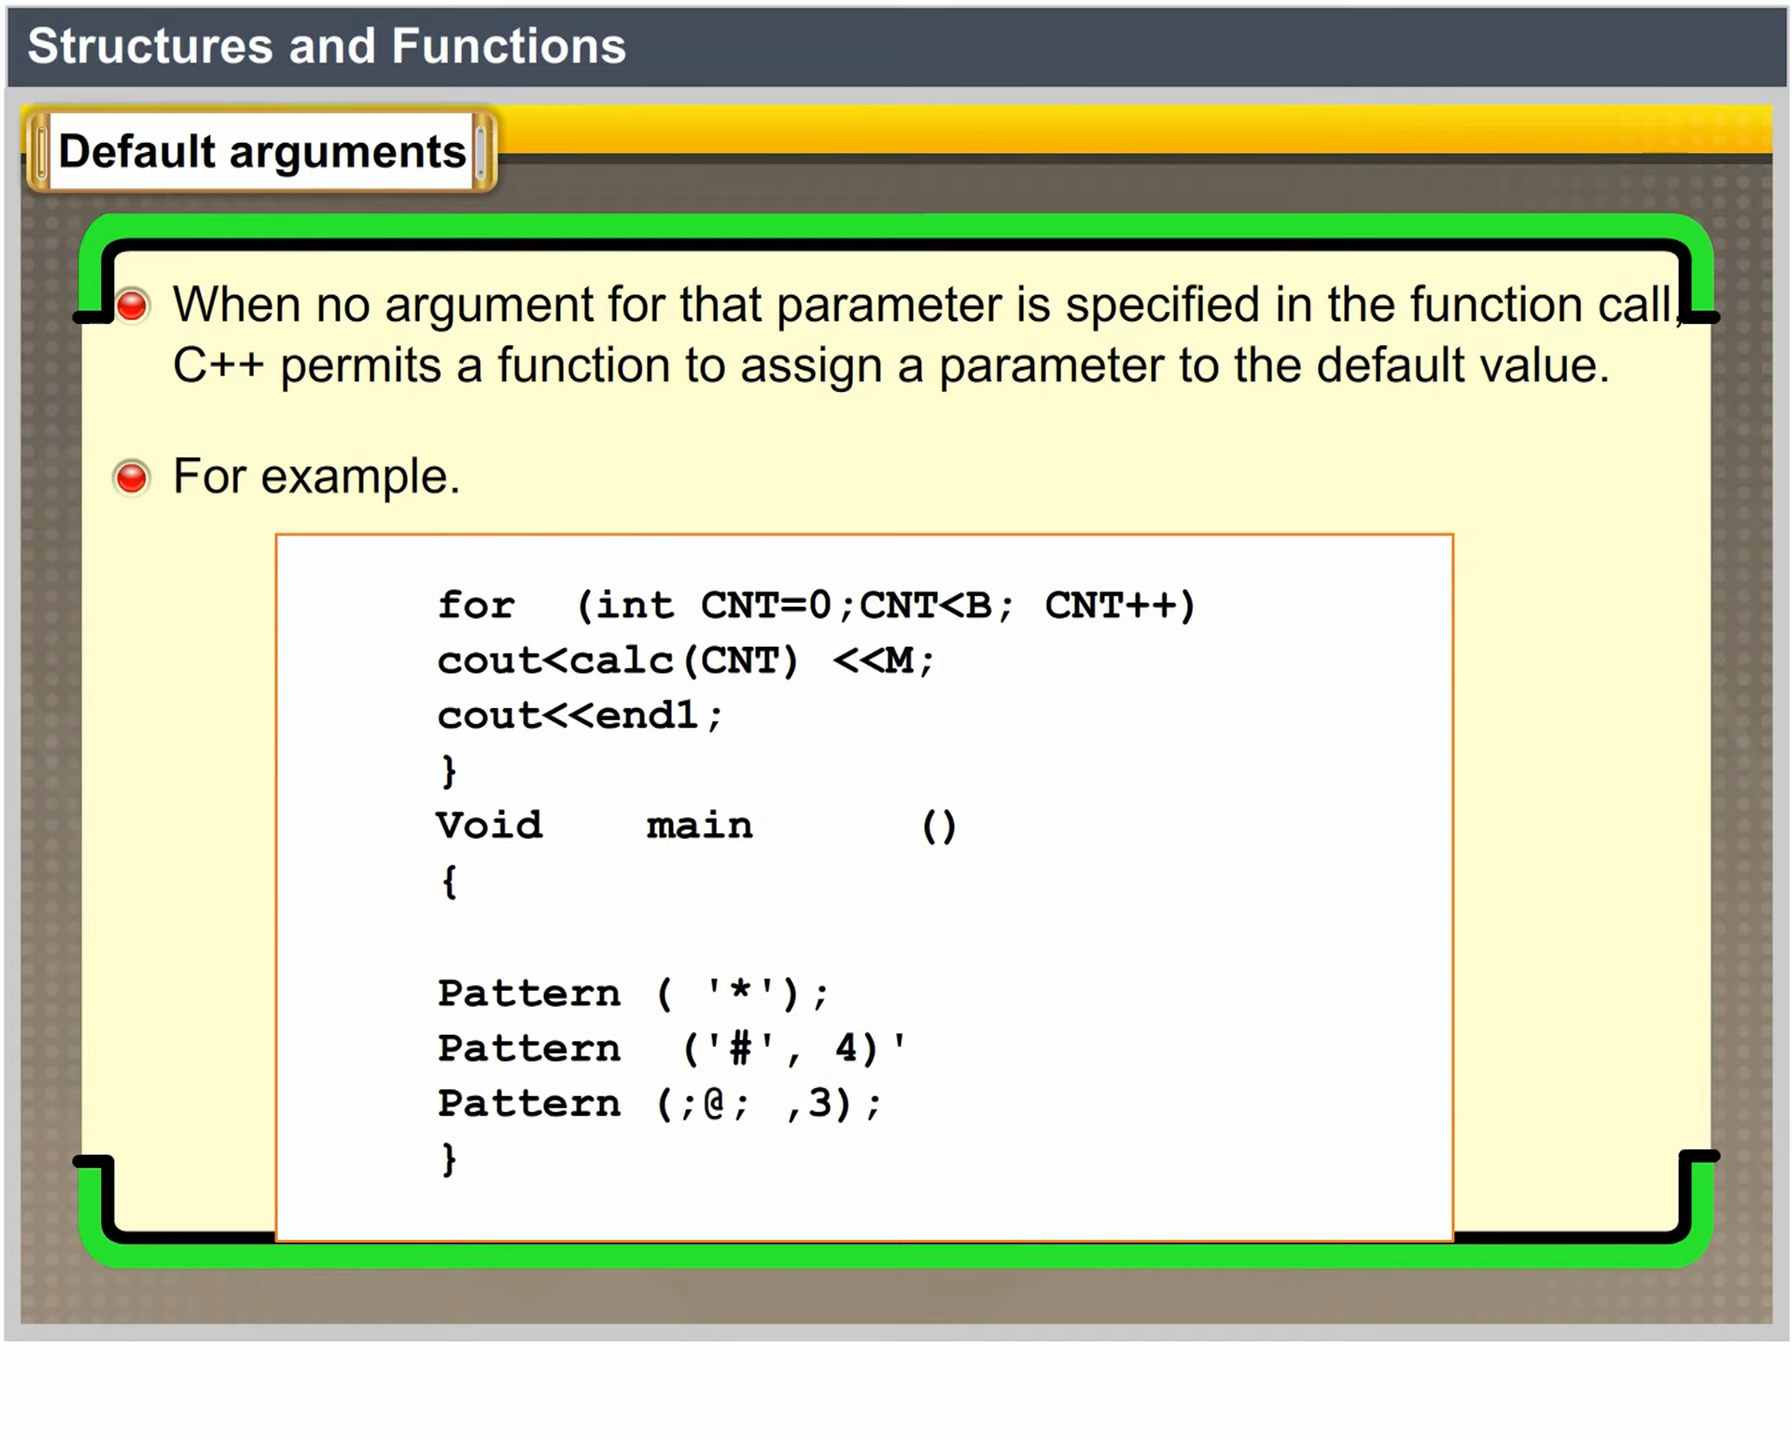 Structures and Functions
Default arguments
When no argument for that parameter is specified in the function call,
C++ permits a function to assign a parameter to the default value.
For example.
for (int CNT=0;CNT<B; CNT++)
cout<calc(CNT) <<M;
cout<<end1;
}
Void main ()
{
Pattern ( '*');
Pattern ('#', 4)'
Pattern (;@; ,3);
}